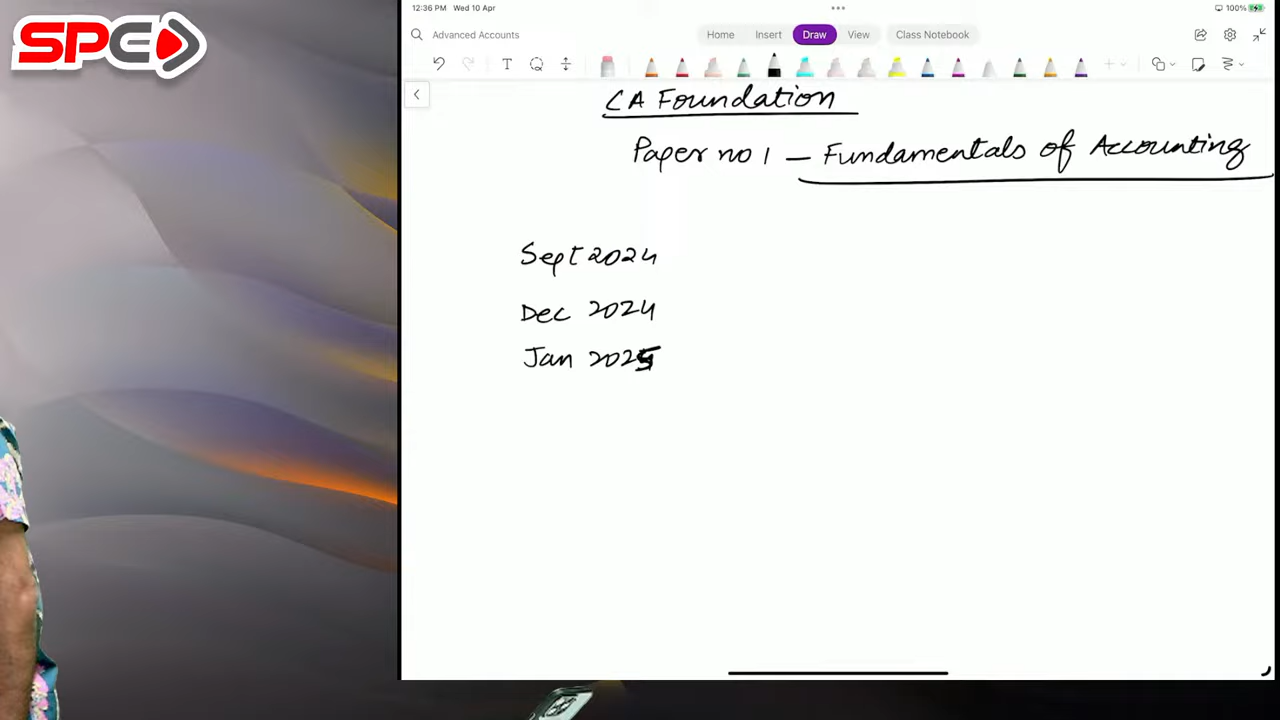 SPC
12:36 PM Wed 10 Apr
100%
Advanced Accounts
Home Insert Draw View Class Notebook
CA Foundation
Paper no 1 — Fundamentals of Accounting
Sept 2024
Dec 2024
Jan 2025